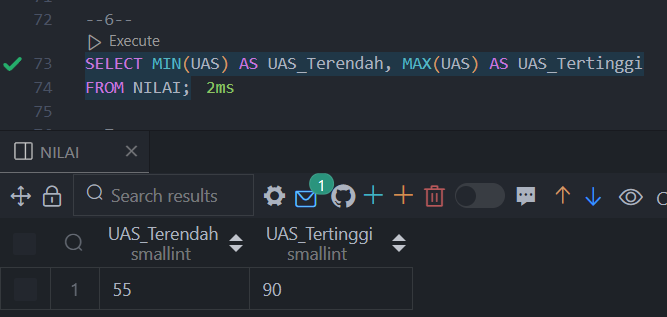 72 --6--
Execute
73 SELECT MIN(UAS) AS UAS_Terendah, MAX(UAS) AS UAS_Tertinggi
74 FROM NILAI; 2ms
75
NILAI
Search results 1
UAS_Terendah UAS_Tertinggi
smallint smallint
1 55 90